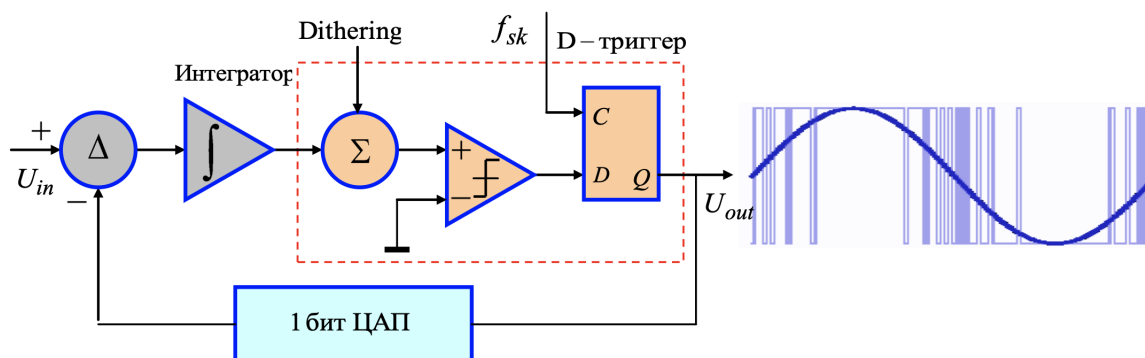 Dithering
f_sk
D – триггер
Интегратор
+
U_in
−
Δ
∫
Σ
+
−
C
D
Q
U_out
1 бит ЦАП